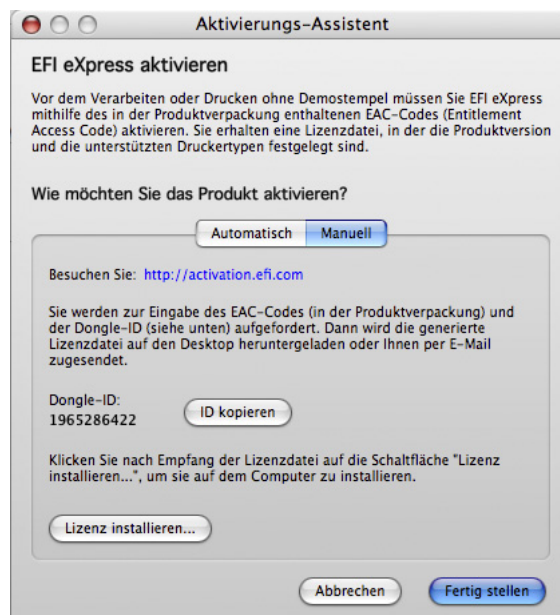 Aktivierungs-Assistent
EFI eXpress aktivieren
Vor dem Verarbeiten oder Drucken ohne Demostempel müssen Sie EFI eXpress
mithilfe des in der Produktverpackung enthaltenen EAC-Codes (Entitlement
Access Code) aktivieren. Sie erhalten eine Lizenzdatei, in der die Produktversion
und die unterstützten Druckertypen festgelegt sind.
Wie möchten Sie das Produkt aktivieren?
Automatisch Manuell
Besuchen Sie: http://activation.efi.com
Sie werden zur Eingabe des EAC-Codes (in der Produktverpackung) und
der Dongle-ID (siehe unten) aufgefordert. Dann wird die generierte
Lizenzdatei auf den Desktop heruntergeladen oder Ihnen per E-Mail
zugesendet.
Dongle-ID:
1965286422
ID kopieren
Klicken Sie nach Empfang der Lizenzdatei auf die Schaltfläche "Lizenz
installieren...", um sie auf dem Computer zu installieren.
Lizenz installieren...
Abbrechen Fertig stellen